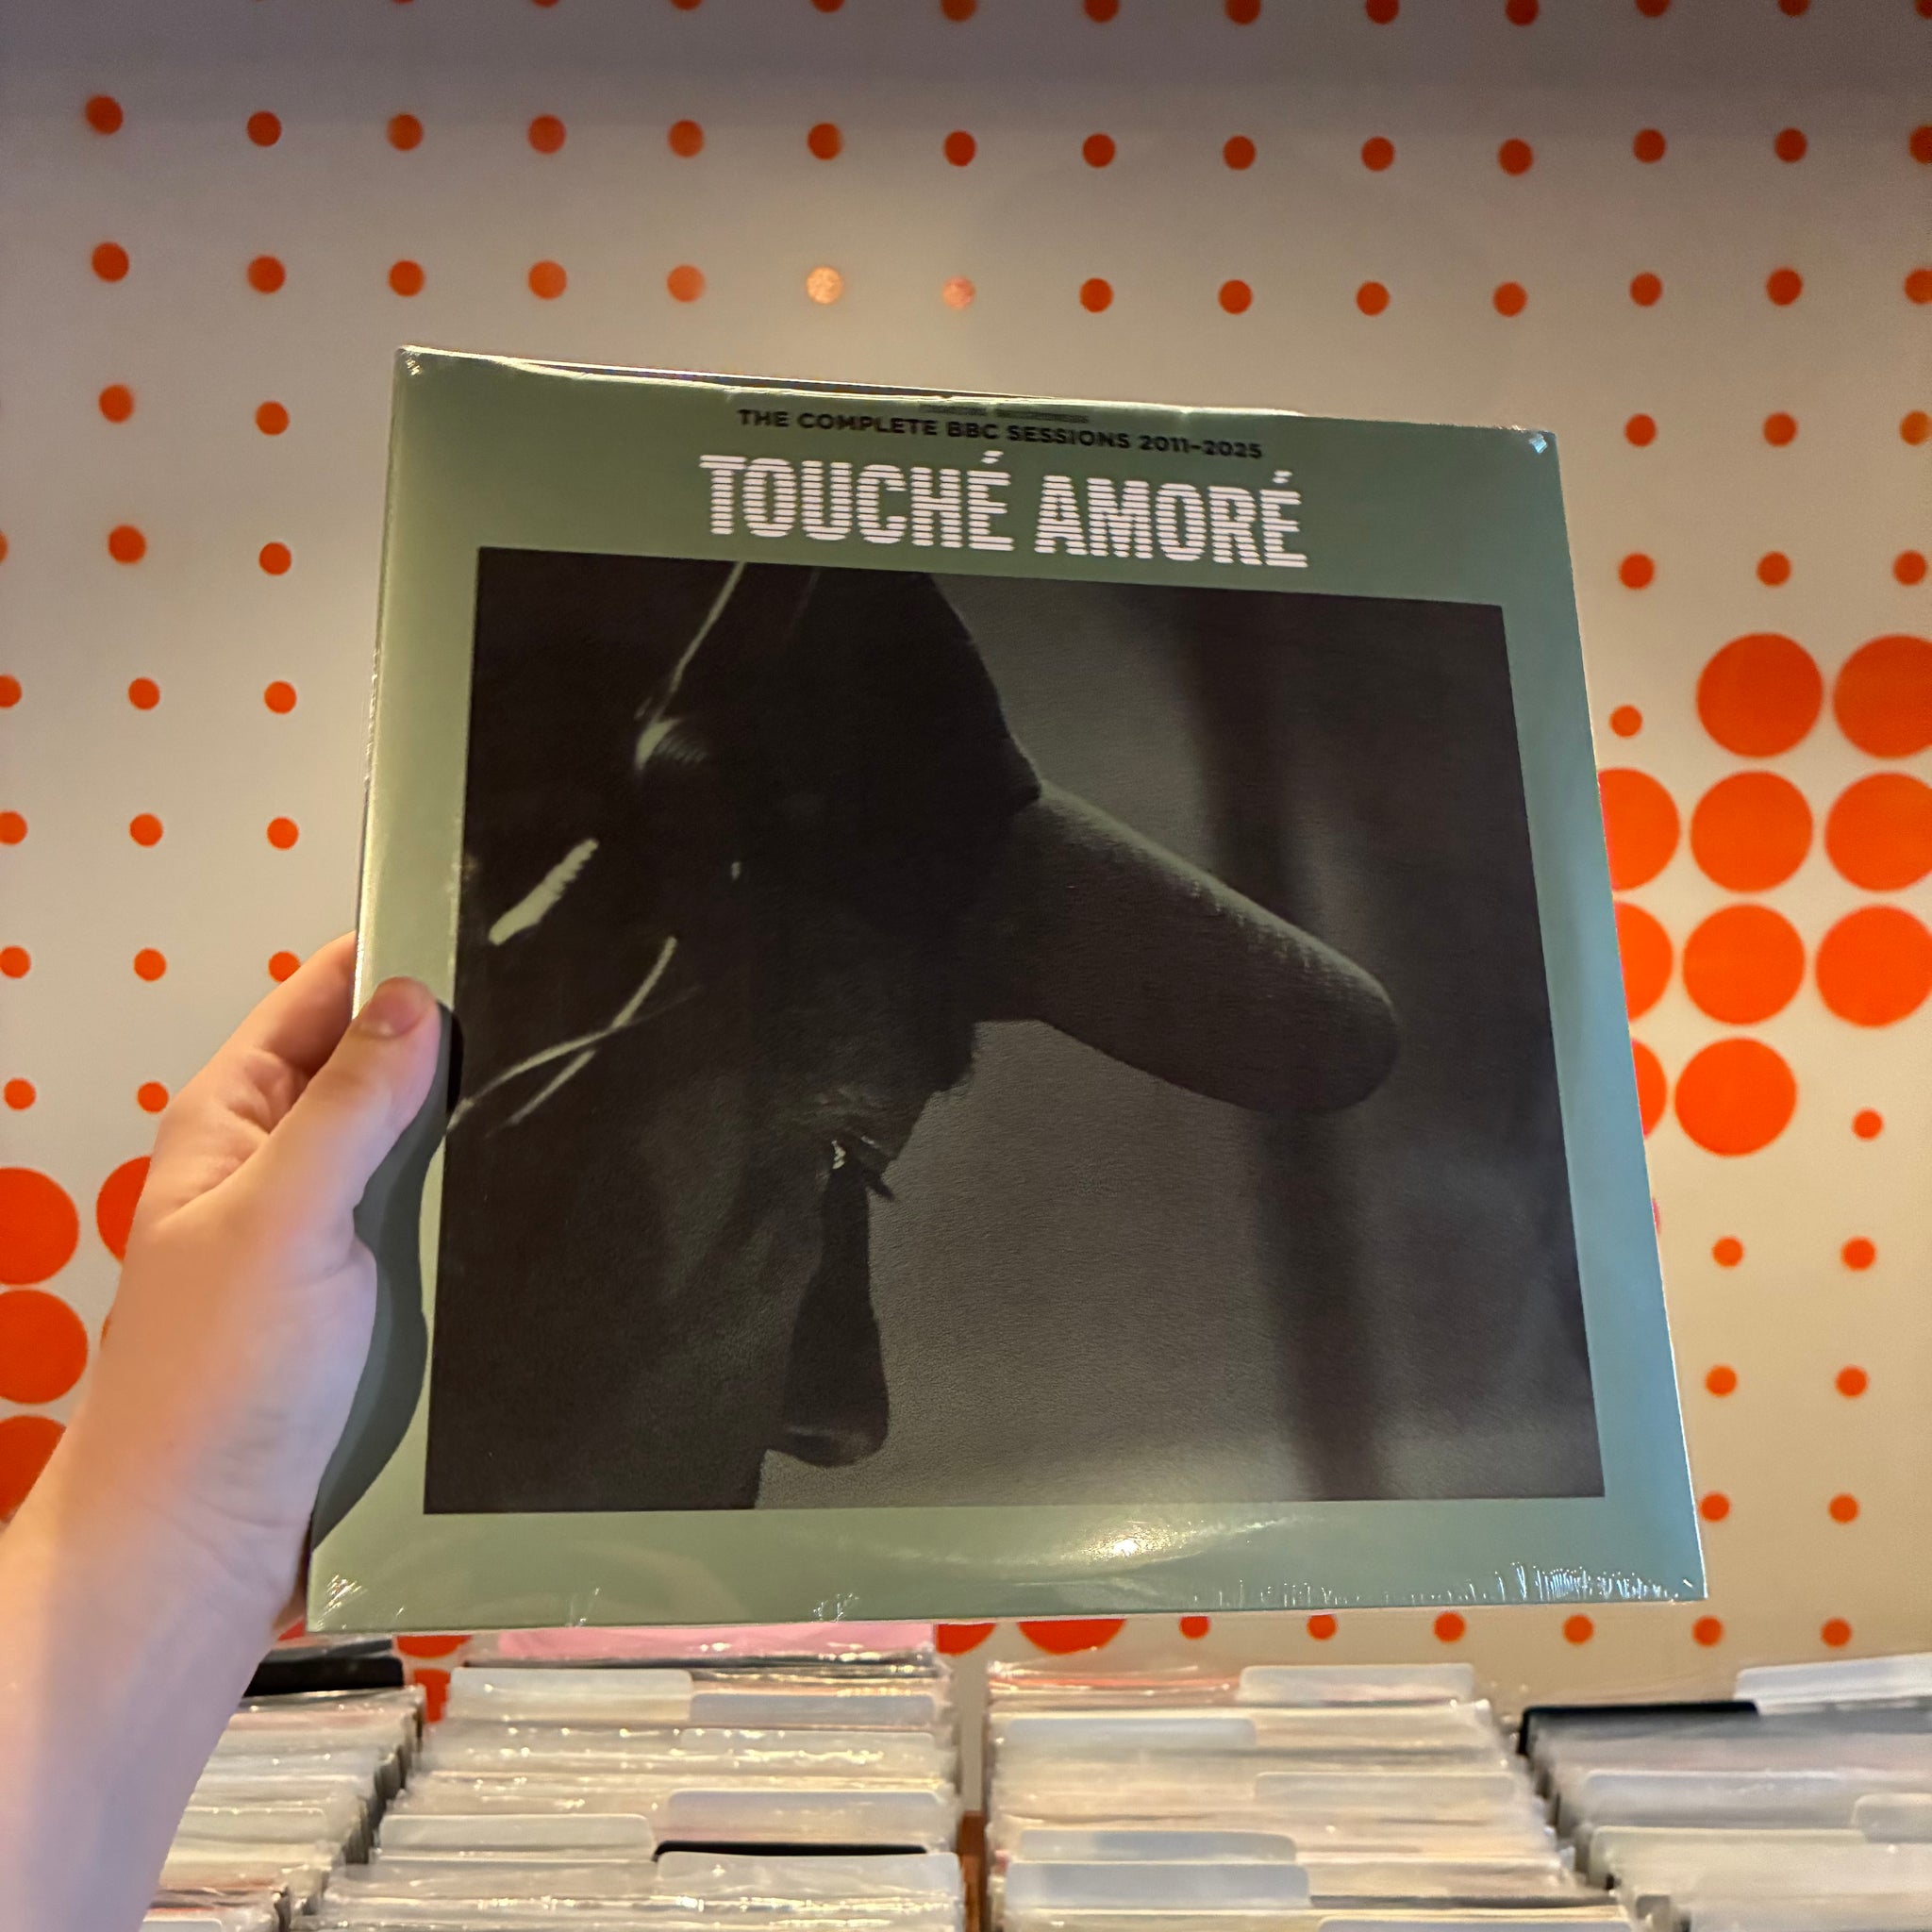 THE COMPLETE BBC SESSIONS 2011–2025
TOUCHÉ AMORÉ